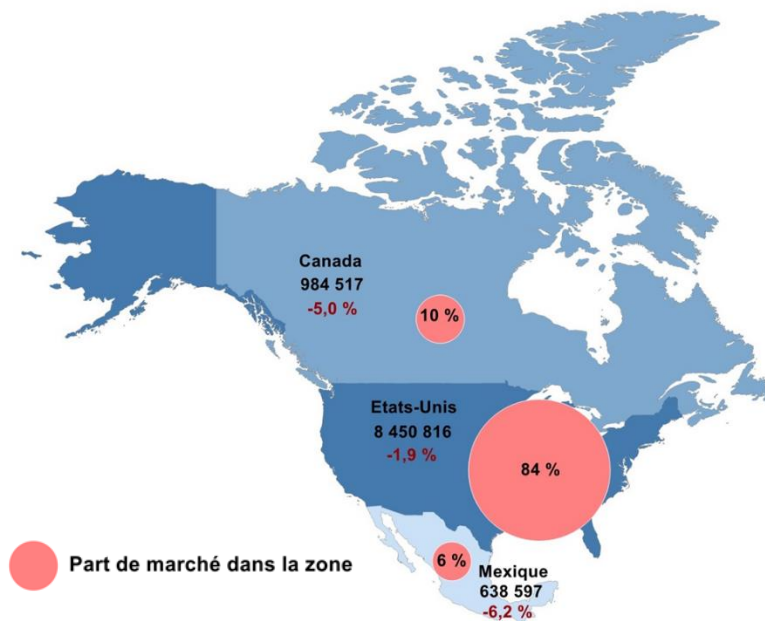 Canada
984 517
-5,0 %
10 %
Etats-Unis
8 450 816
-1,9 %
84 %
Part de marché dans la zone
6 %
Mexique
638 597
-6,2 %